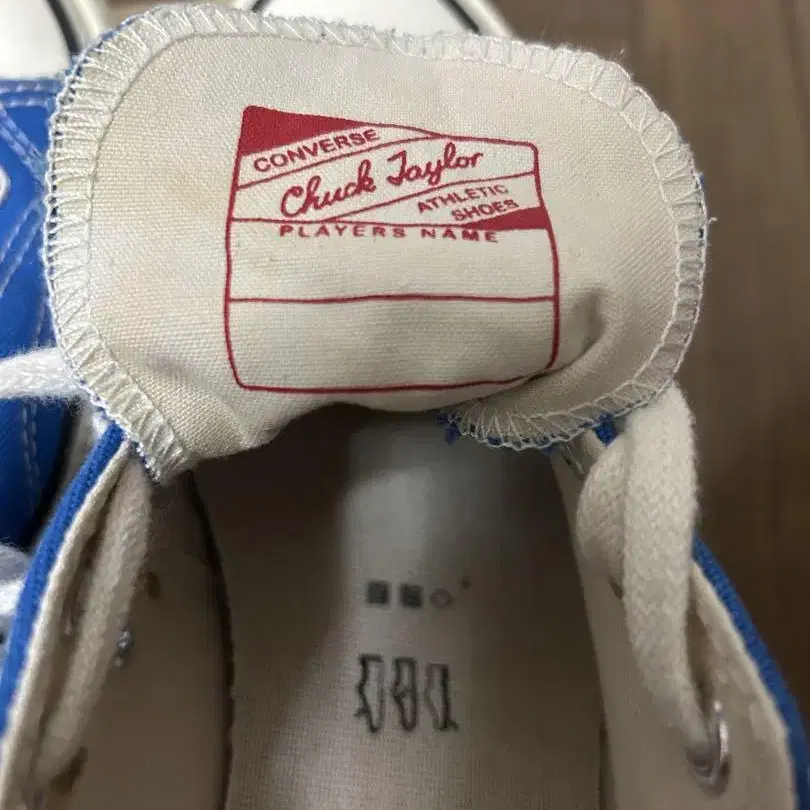 CONVERSE
Chuck Taylor
ATHLETIC
SHOES
PLAYERS NAME